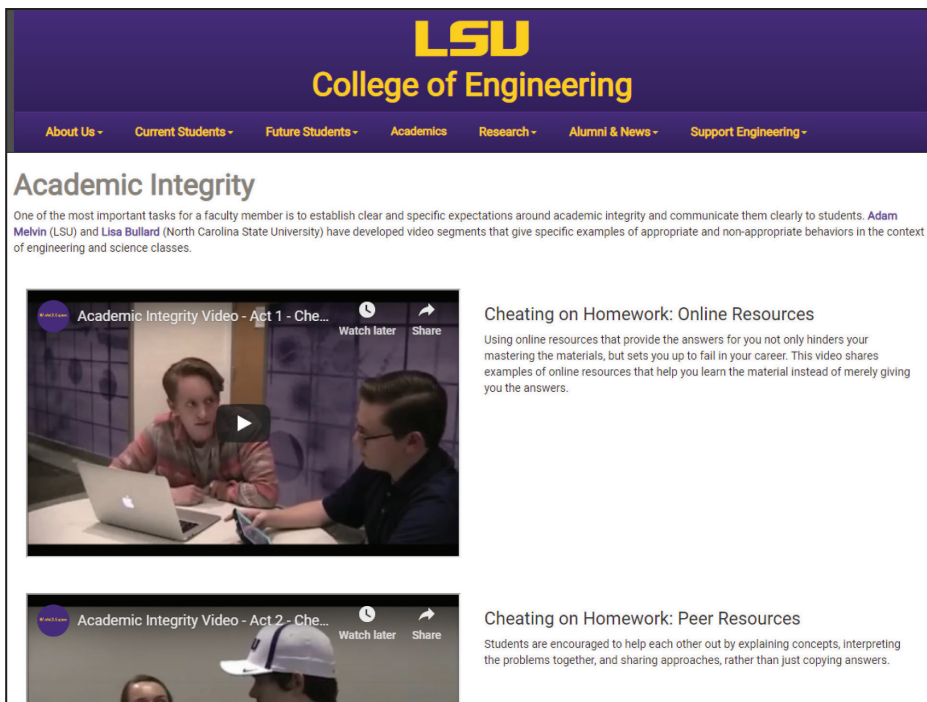 LSU
College of Engineering
About Us
Current Students
Future Students
Academics
Research
Alumni & News
Support Engineering
Academic Integrity
One of the most important tasks for a faculty member is to establish clear and specific expectations around academic integrity and communicate them clearly to students. Adam
Melvin (LSU) and Lisa Bullard (North Carolina State University) have developed video segments that give specific examples of appropriate and non-appropriate behaviors in the context
of engineering and science classes.
Academic Integrity Video - Act 1 - Che...
Watch later
Share
Cheating on Homework: Online Resources
Using online resources that provide the answers for you not only hinders your
mastering the materials, but sets you up to fail in your career. This video shares
examples of online resources that help you learn the material instead of merely giving
you the answers.
Academic Integrity Video - Act 2 - Che...
Watch later
Share
Cheating on Homework: Peer Resources
Students are encouraged to help each other out by explaining concepts, interpreting
the problems together, and sharing approaches, rather than just copying answers.